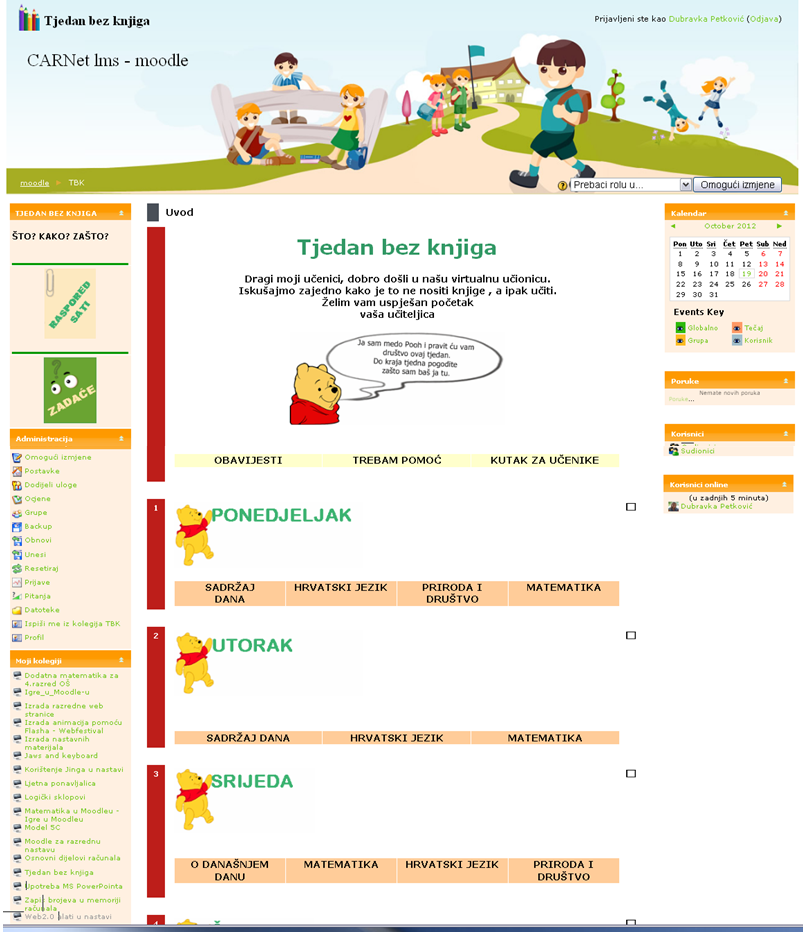 Tjedan bez knjiga
Prijavljeni ste kao Dubravka Petković (Odjava)
CARNet lms - moodle
moodle ► TBK
Prebaci rolu u...
Omogući izmjene
TJEDAN BEZ KNJIGA
ŠTO? KAKO? ZAŠTO?
RASPORED
SATI
ZADAĆE
Administracija
Omogući izmjene
Postavke
Dodijeli uloge
Ocjene
Grupe
Backup
Obnovi
Unesi
Resetiraj
Prijave
Pitanja
Datoteke
Ispiši me iz kolegija TBK
Profil
Moji kolegiji
Dodatna matematika za
4.razred OŠ
Igre_u_Moodle-u
Izrada razredne web
stranice
Izrada animacija pomoću
Flasha - Webfestival
Izrada nastavnih
materijala
Jaws and keyboard
Korištenje Jinga u nastavi
Ljetna ponavljalica
Logički sklopovi
Matematika u Moodleu -
Igre u Moodleu
Model 5C
Moodle za razrednu
nastavu
Osnovni dijelovi računala
Tjedan bez knjiga
Upotreba MS PowerPointa
Zapis brojeva u memoriji
računala
Web2.0 alati u nastavi
Uvod
Tjedan bez knjiga
Dragi moji učenici, dobro došli u našu virtualnu učionicu.
Iskušajmo zajedno kako je to ne nositi knjige , a ipak učiti.
Želim vam uspješan početak
vaša učiteljica
Ja sam medo Pooh i pravit ću vam
društvo ovaj tjedan.
Do kraja tjedna pogodite
zašto sam baš ja tu.
OBAVIJESTI TREBAM POMOĆ KUTAK ZA UČENIKE
1
PONEDJELJAK
SADRŽAJ DANA HRVATSKI JEZIK PRIRODA I DRUŠTVO MATEMATIKA
2
UTORAK
SADRŽAJ DANA HRVATSKI JEZIK MATEMATIKA
3
SRIJEDA
O DANAŠNJEM DANU MATEMATIKA HRVATSKI JEZIK PRIRODA I DRUŠTVO
Kalendar
◄ October 2012 ►
Pon Uto Sri Čet Pet Sub Ned
1 2 3 4 5 6 7
8 9 10 11 12 13 14
15 16 17 18 19 20 21
22 23 24 25 26 27 28
29 30 31
Events Key
Globalno Tečaj
Grupa Korisnik
Poruke
Nemate novih poruka
Poruke...
Korisnici
Sudionici
Korisnici online
(u zadnjih 5 minuta)
Dubravka Petković